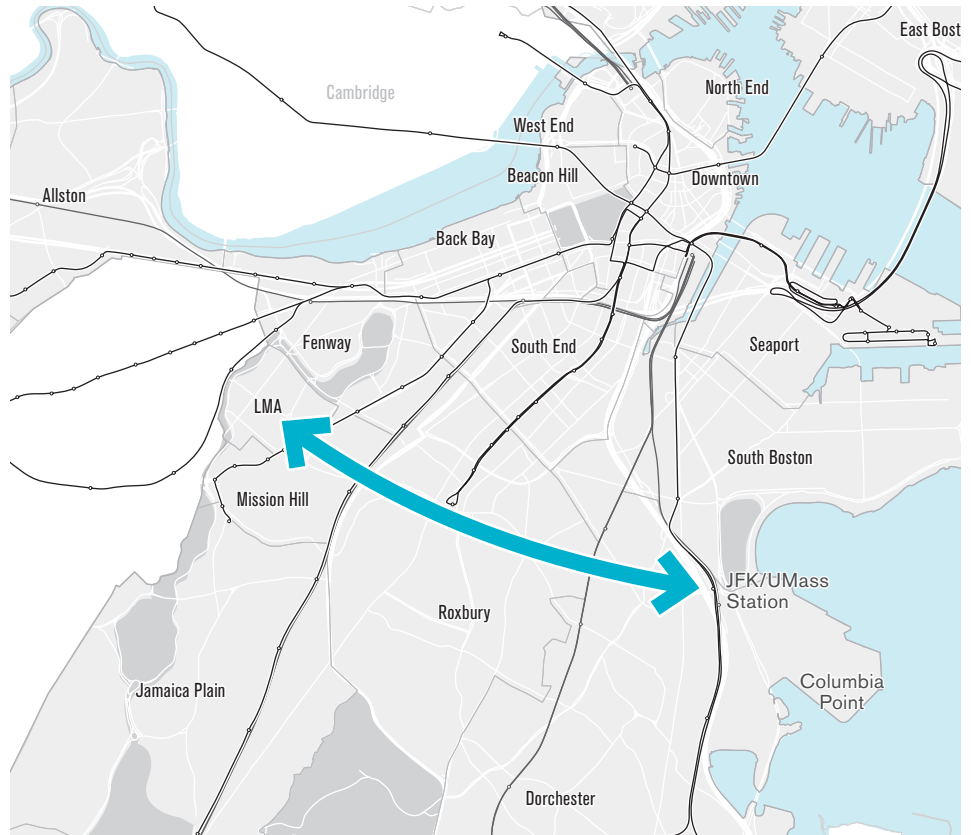 East Bost
North End
Cambridge
West End
Beacon Hill
Downtown
Allston
Back Bay
Fenway
South End
Seaport
LMA
South Boston
Mission Hill
JFK/UMass
Station
Roxbury
Columbia
Point
Jamaica Plain
Dorchester